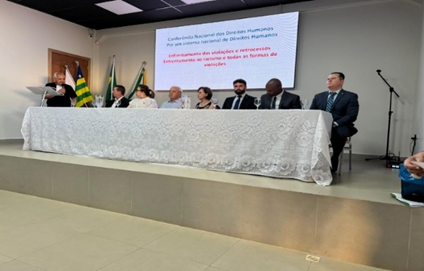 Conferência Nacional dos Direitos Humanos
Por um sistema nacional de Direitos Humanos
Enfrentamento das violações e retrocessos
Enfrentamento ao racismo e todas as formas de
violações